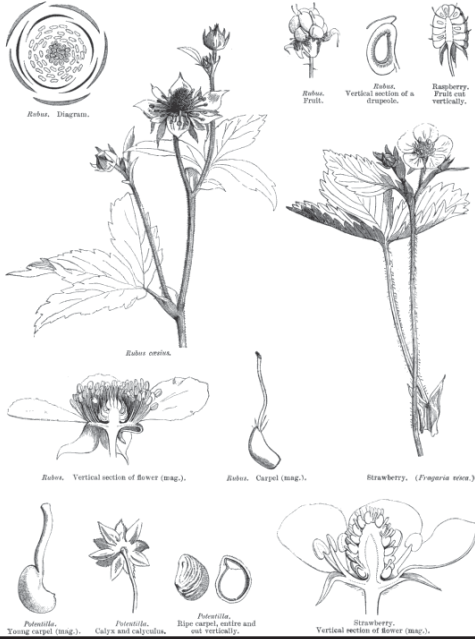 Rubus. Diagram.
Rubus.
Fruit.
Rubus.
Vertical section of a
drupeole.
Raspberry.
Fruit cut
vertically.
Rubus cæsius.
Rubus. Vertical section of flower (mag.).
Rubus. Carpel (mag.).
Strawberry. (Fragaria vesca.)
Potentilla.
Young carpel (mag.).
Potentilla.
Calyx and calyculus.
Potentilla.
Ripe carpel, entire and
cut vertically.
Strawberry.
Vertical section of flower (mag.).